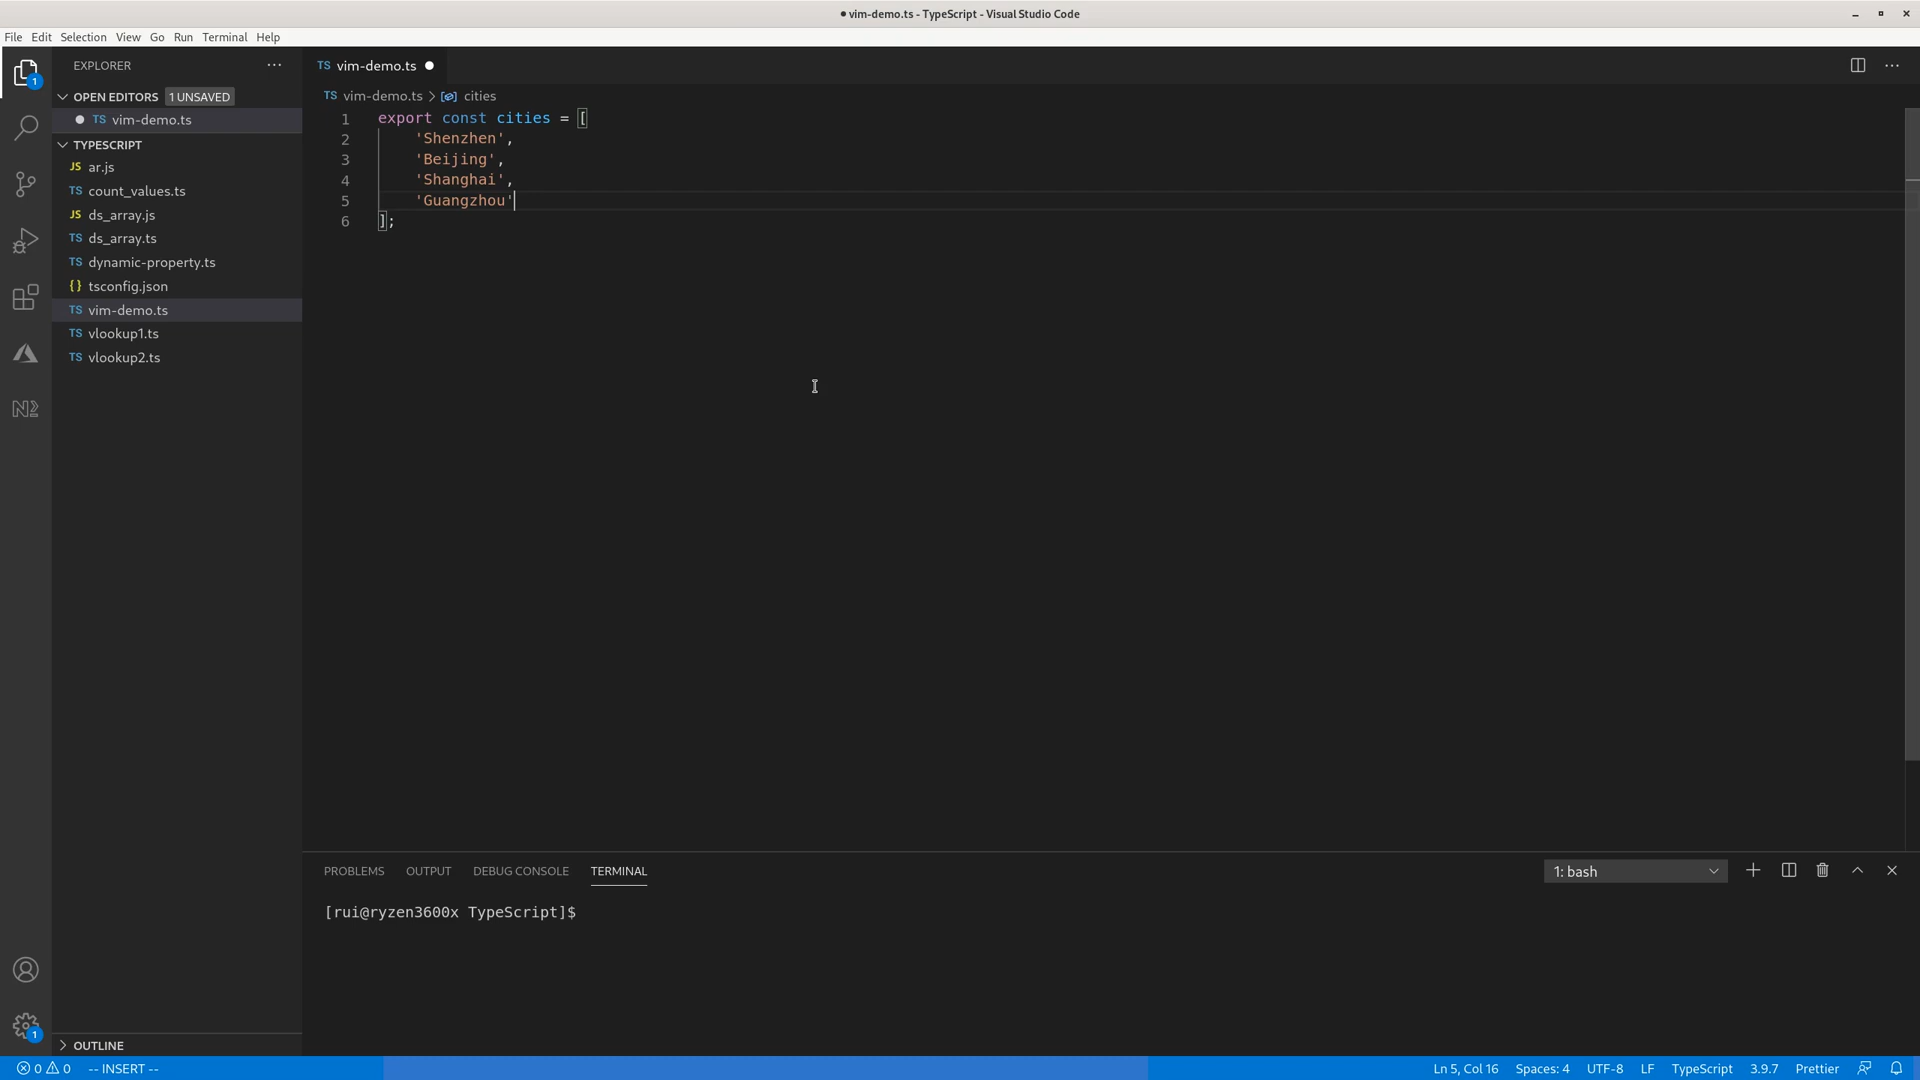 ● vim-demo.ts - TypeScript - Visual Studio Code
File Edit Selection View Go Run Terminal Help
EXPLORER
OPEN EDITORS 1 UNSAVED
TS vim-demo.ts
TYPESCRIPT
JS ar.js
TS count_values.ts
JS ds_array.js
TS ds_array.ts
TS dynamic-property.ts
{} tsconfig.json
TS vim-demo.ts
TS vlookup1.ts
TS vlookup2.ts
OUTLINE
1
1
TS vim-demo.ts ●
TS vim-demo.ts > cities
1 export const cities = [
2 'Shenzhen',
3 'Beijing',
4 'Shanghai',
5 'Guangzhou'
6 ];
PROBLEMS OUTPUT DEBUG CONSOLE TERMINAL 1: bash
[rui@ryzen3600x TypeScript]$
0 0 -- INSERT -- Ln 5, Col 16 Spaces: 4 UTF-8 LF TypeScript 3.9.7 Prettier